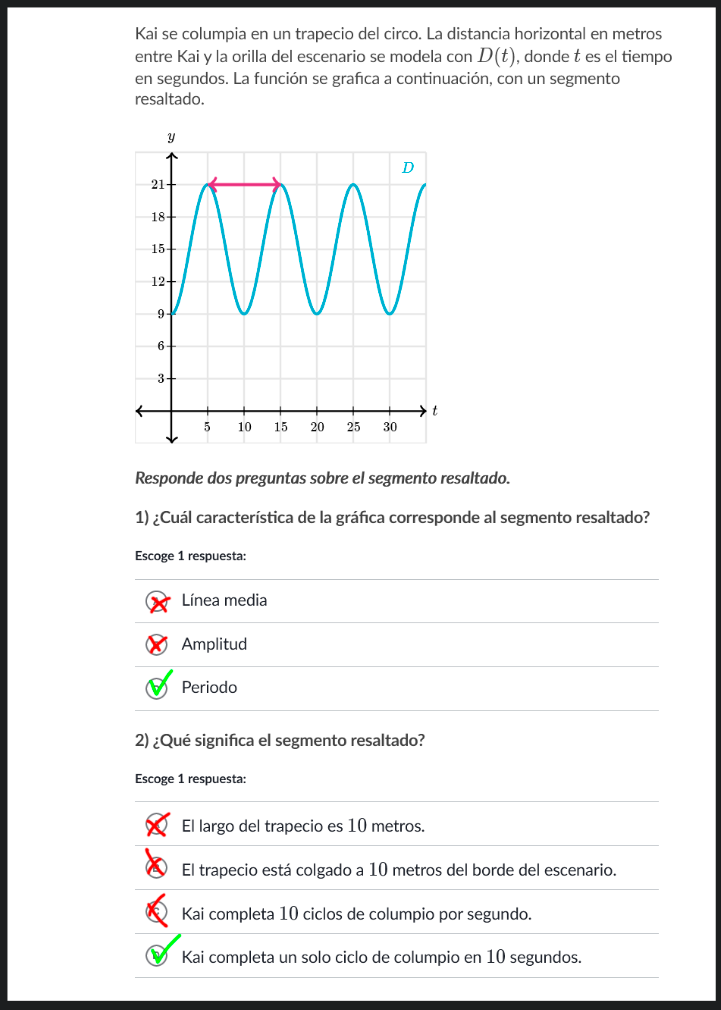 Kai se columpia en un trapecio del circo. La distancia horizontal en metros
entre Kai y la orilla del escenario se modela con D(t), donde t es el tiempo
en segundos. La función se grafica a continuación, con un segmento
resaltado.
y
D
21
18
15
12
9
6
3
t
5 10 15 20 25 30
Responde dos preguntas sobre el segmento resaltado.
1) ¿Cuál característica de la gráfica corresponde al segmento resaltado?
Escoge 1 respuesta:
Línea media
Amplitud
Periodo
2) ¿Qué significa el segmento resaltado?
Escoge 1 respuesta:
El largo del trapecio es 10 metros.
El trapecio está colgado a 10 metros del borde del escenario.
Kai completa 10 ciclos de columpio por segundo.
Kai completa un solo ciclo de columpio en 10 segundos.